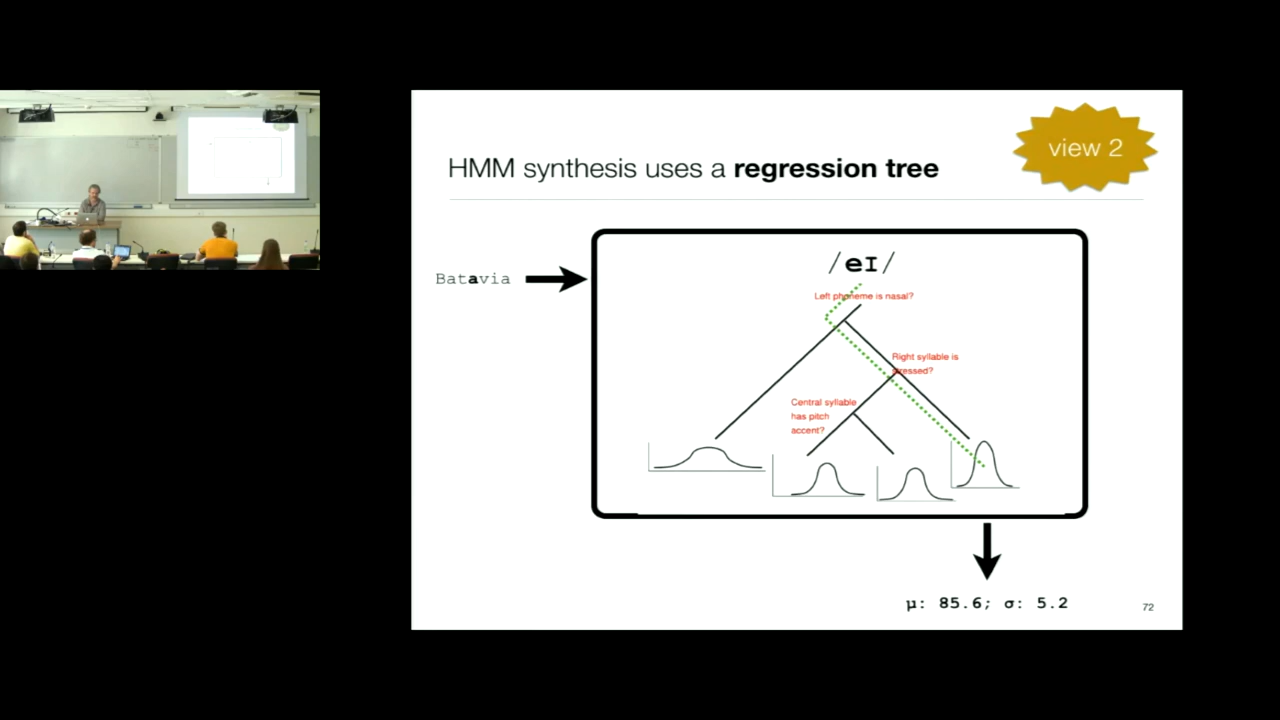 HMM synthesis uses a regression tree
view 2
Batavia
/eɪ/
Left phoneme is nasal?
Right syllable is
stressed?
Central syllable
has pitch
accent?
μ: 85.6; σ: 5.2
72